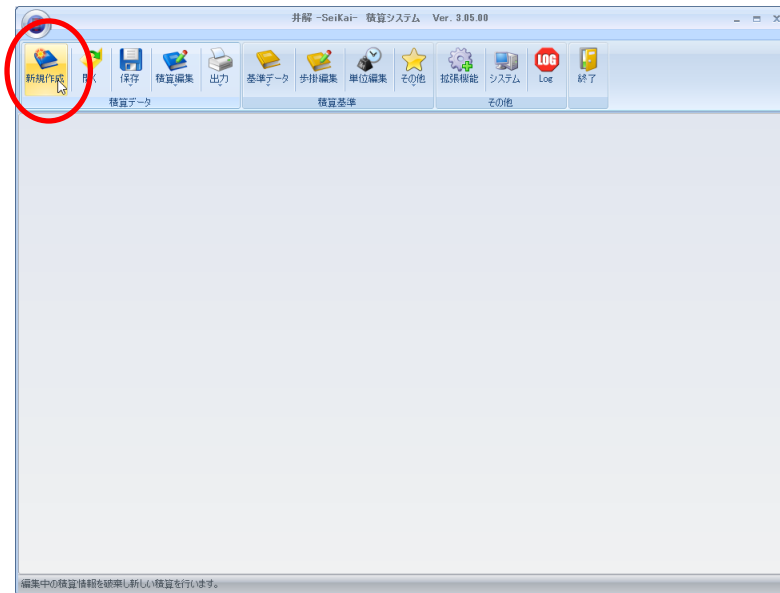 井解 -SeiKai- 積算システム Ver. 3.05.00
新規作成 開く 保存 積算編集 出力 基準データ 歩掛編集 単位編集 その他 拡張機能 システム LOG Log 終了
積算データ 積算基準 その他
編集中の積算情報を破棄し新しい積算を行います。